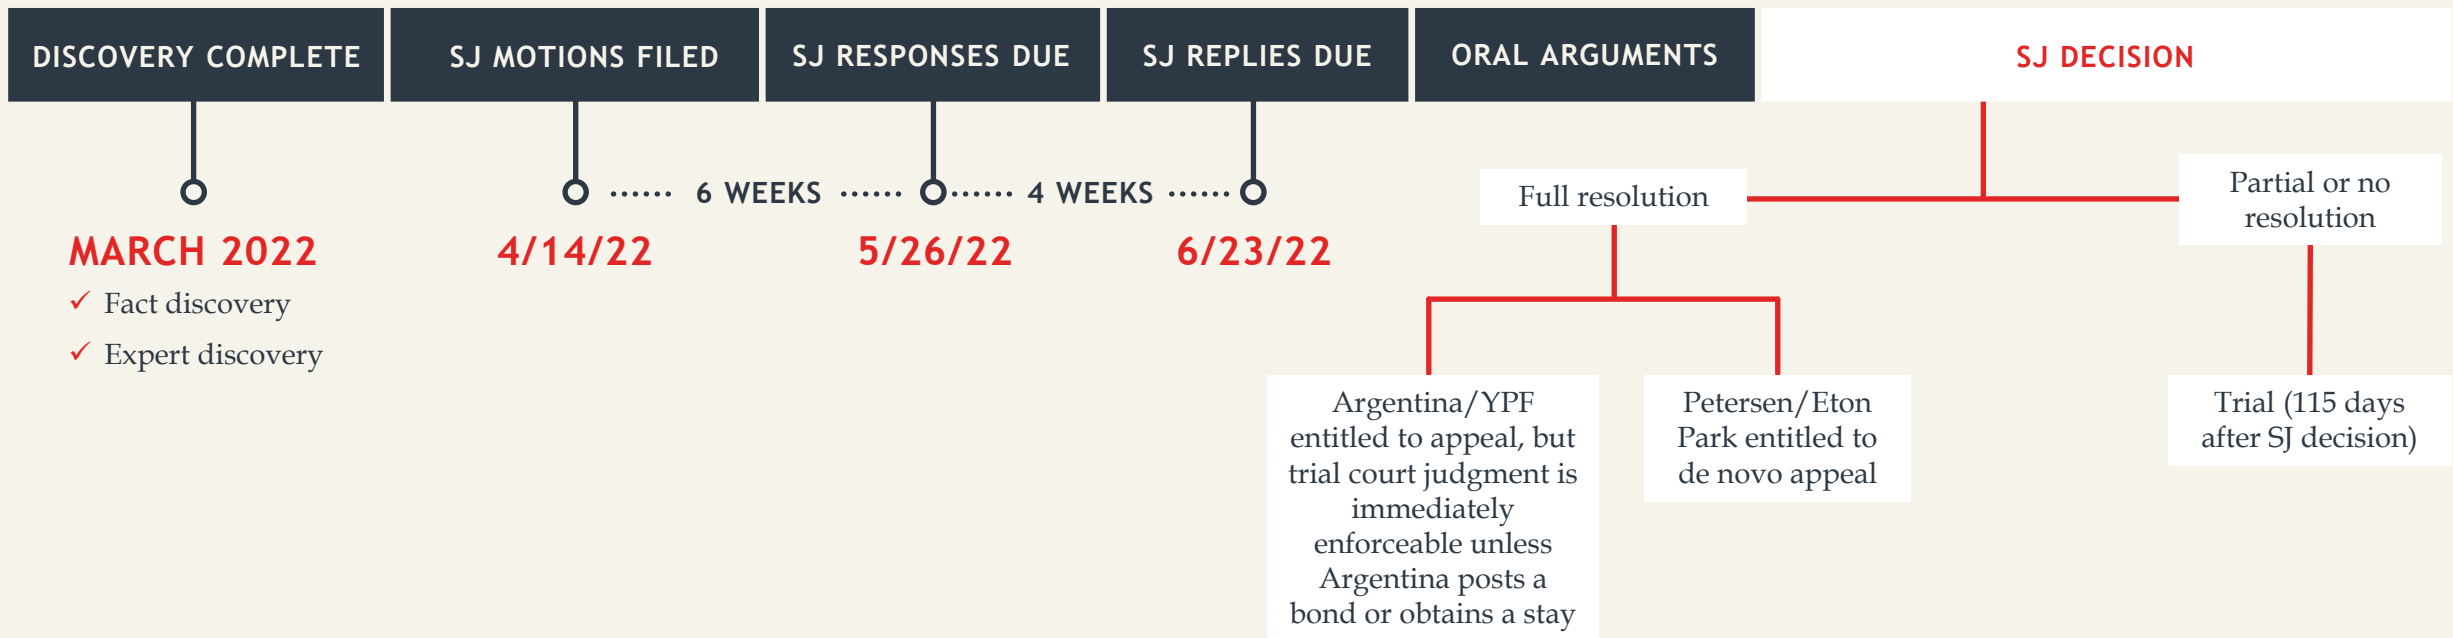 DISCOVERY COMPLETE
SJ MOTIONS FILED
SJ RESPONSES DUE
SJ REPLIES DUE
ORAL ARGUMENTS
SJ DECISION
6 WEEKS
4 WEEKS
MARCH 2022
✓ Fact discovery
✓ Expert discovery
4/14/22
5/26/22
6/23/22
Full resolution
Partial or no
resolution
Argentina/YPF
entitled to appeal, but
trial court judgment is
immediately
enforceable unless
Argentina posts a
bond or obtains a stay
Petersen/Eton
Park entitled to
de novo appeal
Trial (115 days
after SJ decision)